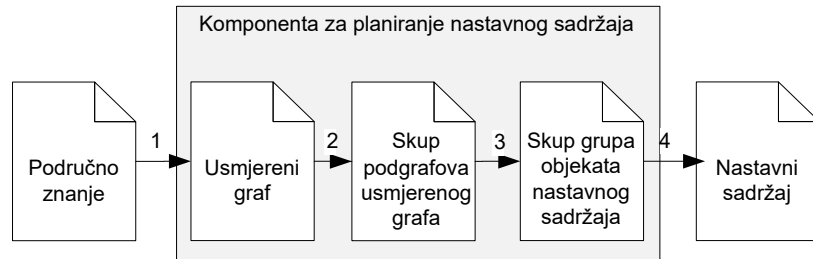 Komponenta za planiranje nastavnog sadržaja
Područno
znanje
1
Usmjereni
graf
2
Skup
podgrafova
usmjerenog
grafa
3
Skup grupa
objekata
nastavnog
sadržaja
4
Nastavni
sadržaj